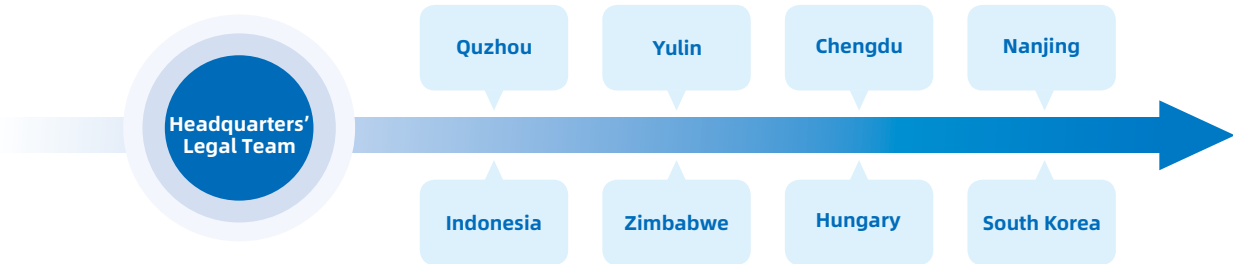 Headquarters’
Legal Team
Quzhou
Yulin
Chengdu
Nanjing
Indonesia
Zimbabwe
Hungary
South Korea